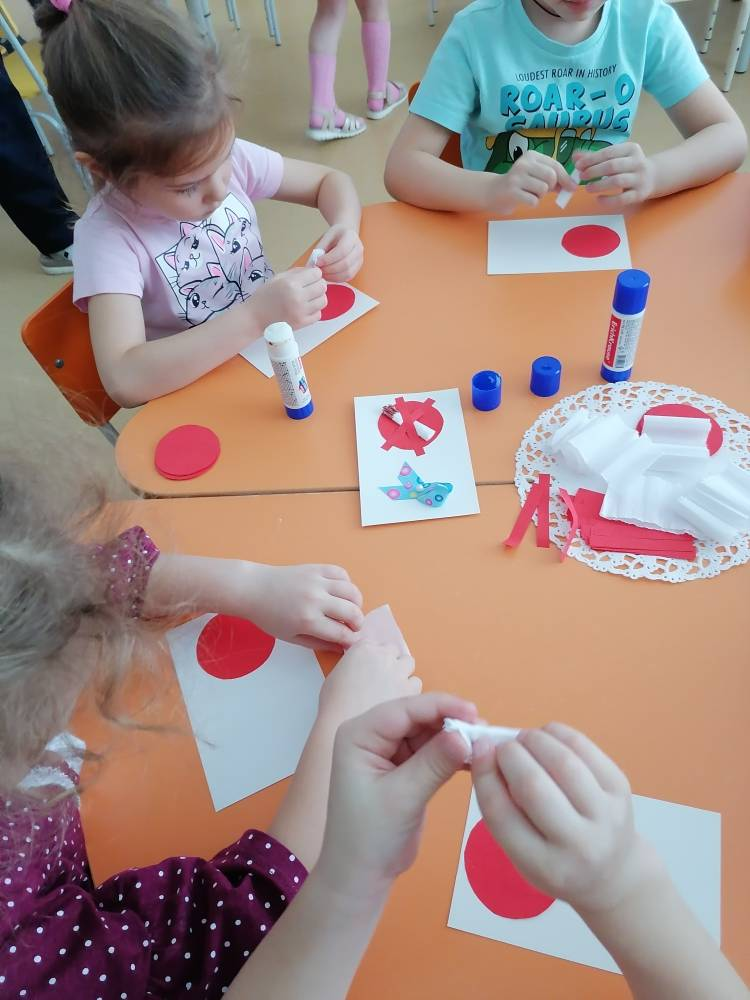 LOUDEST ROAR IN HISTORY
ROAR-O
SAURUS
ErichKrause